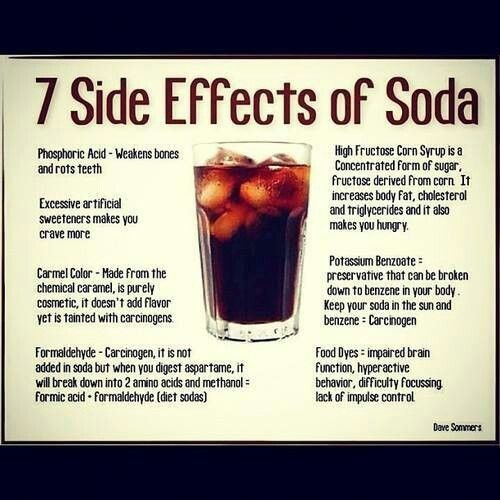 7 Side Effects of Soda
Phosphoric Acid - Weakens bones
and rots teeth
Excessive artificial
sweeteners makes you
crave more
Carmel Color - Made from the
chemical caramel, is purely
cosmetic, it doesn't add flavor
yet is tainted with carcinogens.
Formaldehyde - Carcinogen, it is not
added in soda but when you digest aspartame, it
will break down into 2 amino acids and methanol =
formic acid + formaldehyde (diet sodas)
High Fructose Corn Syrup is a
Concentrated form of sugar,
fructose derived from corn. It
increases body fat, cholesterol
and triglycerides and it also
makes you hungry.
Potassium Benzoate =
preservative that can be broken
down to benzene in your body.
Keep your soda in the sun and
benzene = Carcinogen
Food Dyes = impaired brain
function, hyperactive
behavior, difficulty focussing,
lack of impulse control.
Dave Sommers